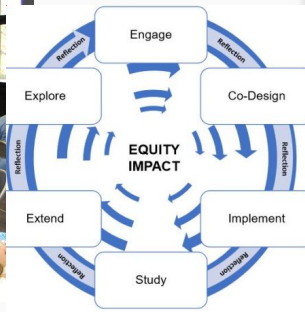 Engage
Reflection
Reflection
Explore
Co-Design
EQUITY
IMPACT
Reflection
Reflection
Extend
Implement
Reflection
Reflection
Study